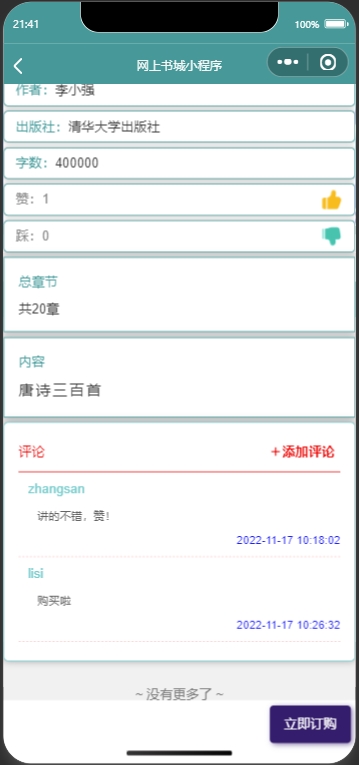 21:41
100%
网上书城小程序
作者：李小强
出版社：清华大学出版社
字数：400000
赞：1
踩：0
总章节
共20章
内容
唐诗三百首
评论
+添加评论
zhangsan
讲的不错，赞！
2022-11-17 10:18:02
lisi
购买啦
2022-11-17 10:26:32
~ 没有更多了 ~
立即订购